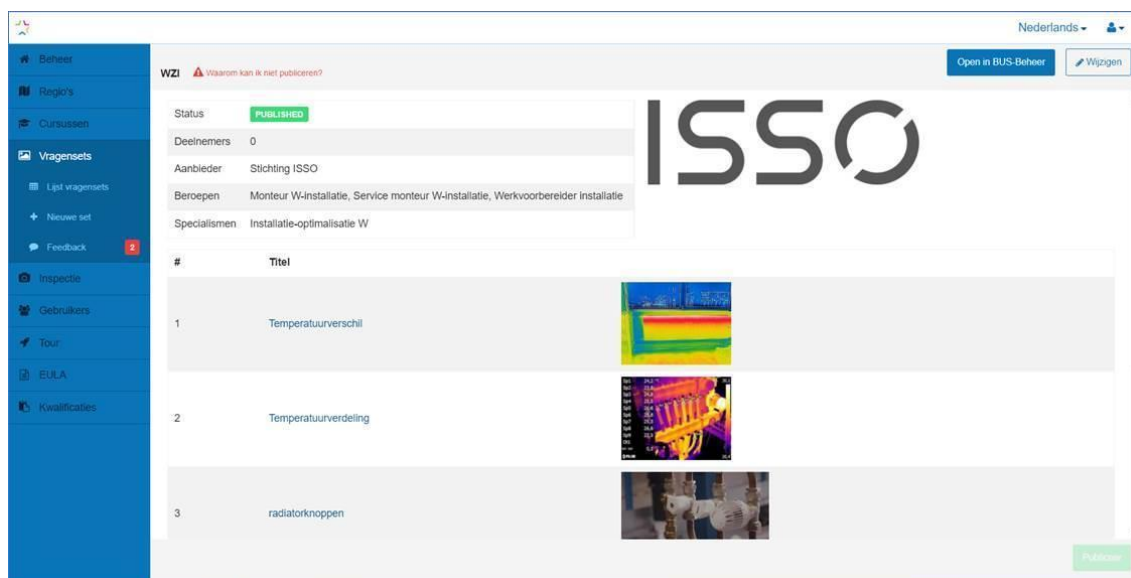 Nederlands
Beheer
Regio's
Cursussen
Vragensets
Lijst vragensets
Nieuwe set
Feedback 2
Inspectie
Gebruikers
Tour
EULA
Kwalificaties
WZI Waarom kan ik niet publiceren?
Open in BUS-Beheer Wijzigen
Status PUBLISHED
Deelnemers 0
Aanbieder Stichting ISSO
Beroepen Monteur W-installatie, Service monteur W-installatie, Werkvoorbereider installatie
Specialismen Installatie-optimalisatie W
ISSO
# Titel
1 Temperatuurverschil
2 Temperatuurverdeling
3 radiatorknoppen
Publiceer